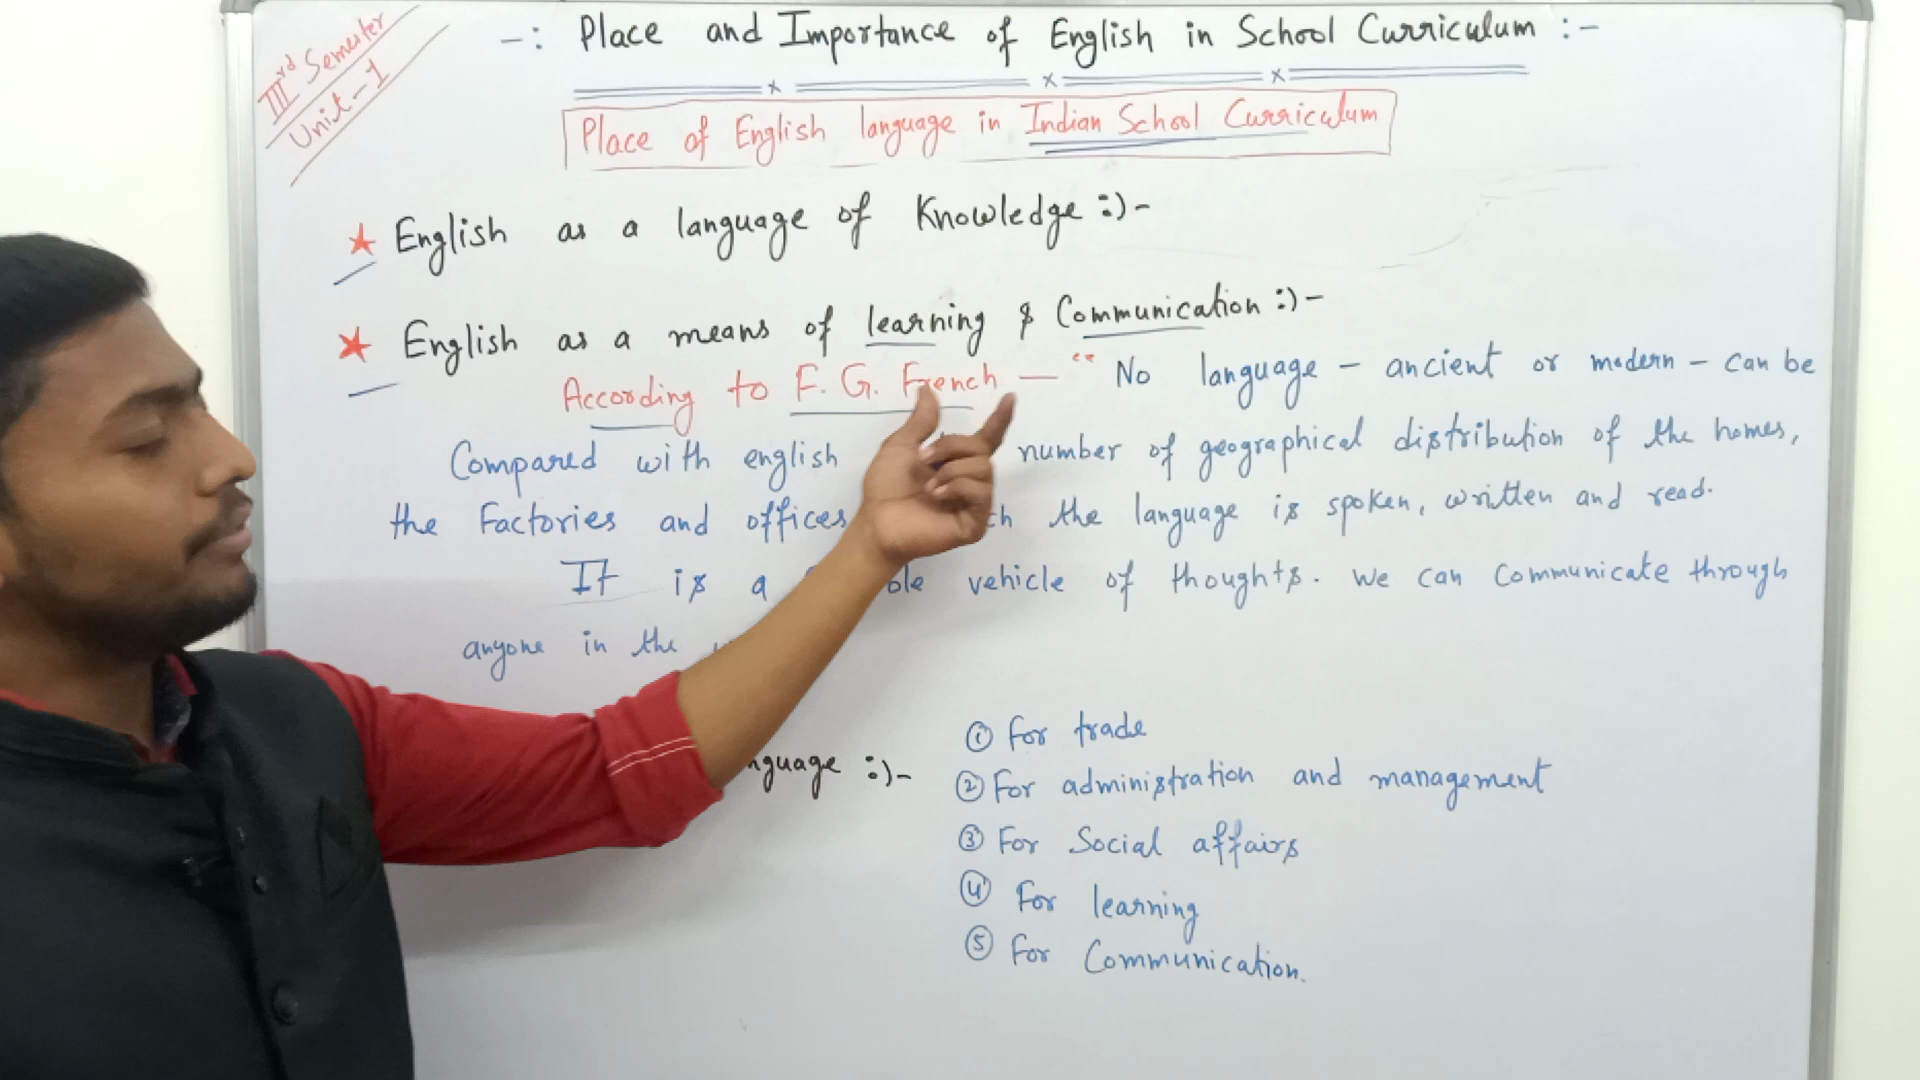 IIIrd Semester
Unit-1
-: Place and Importance of English in School Curriculum :-
Place of English language in Indian School Curriculum
★ English as a language of Knowledge :)-
★ English as a means of learning & Communication :)-
According to F. G. French — " No language - ancient or modern - can be
Compared with english number of geographical distribution of the homes,
the Factories and offices the language is spoken, written and read.
It is a vehicle of thoughts. We can Communicate through
anyone in the
:)-
① For trade
② For administration and management
③ For Social affairs
④ For learning
⑤ For Communication.